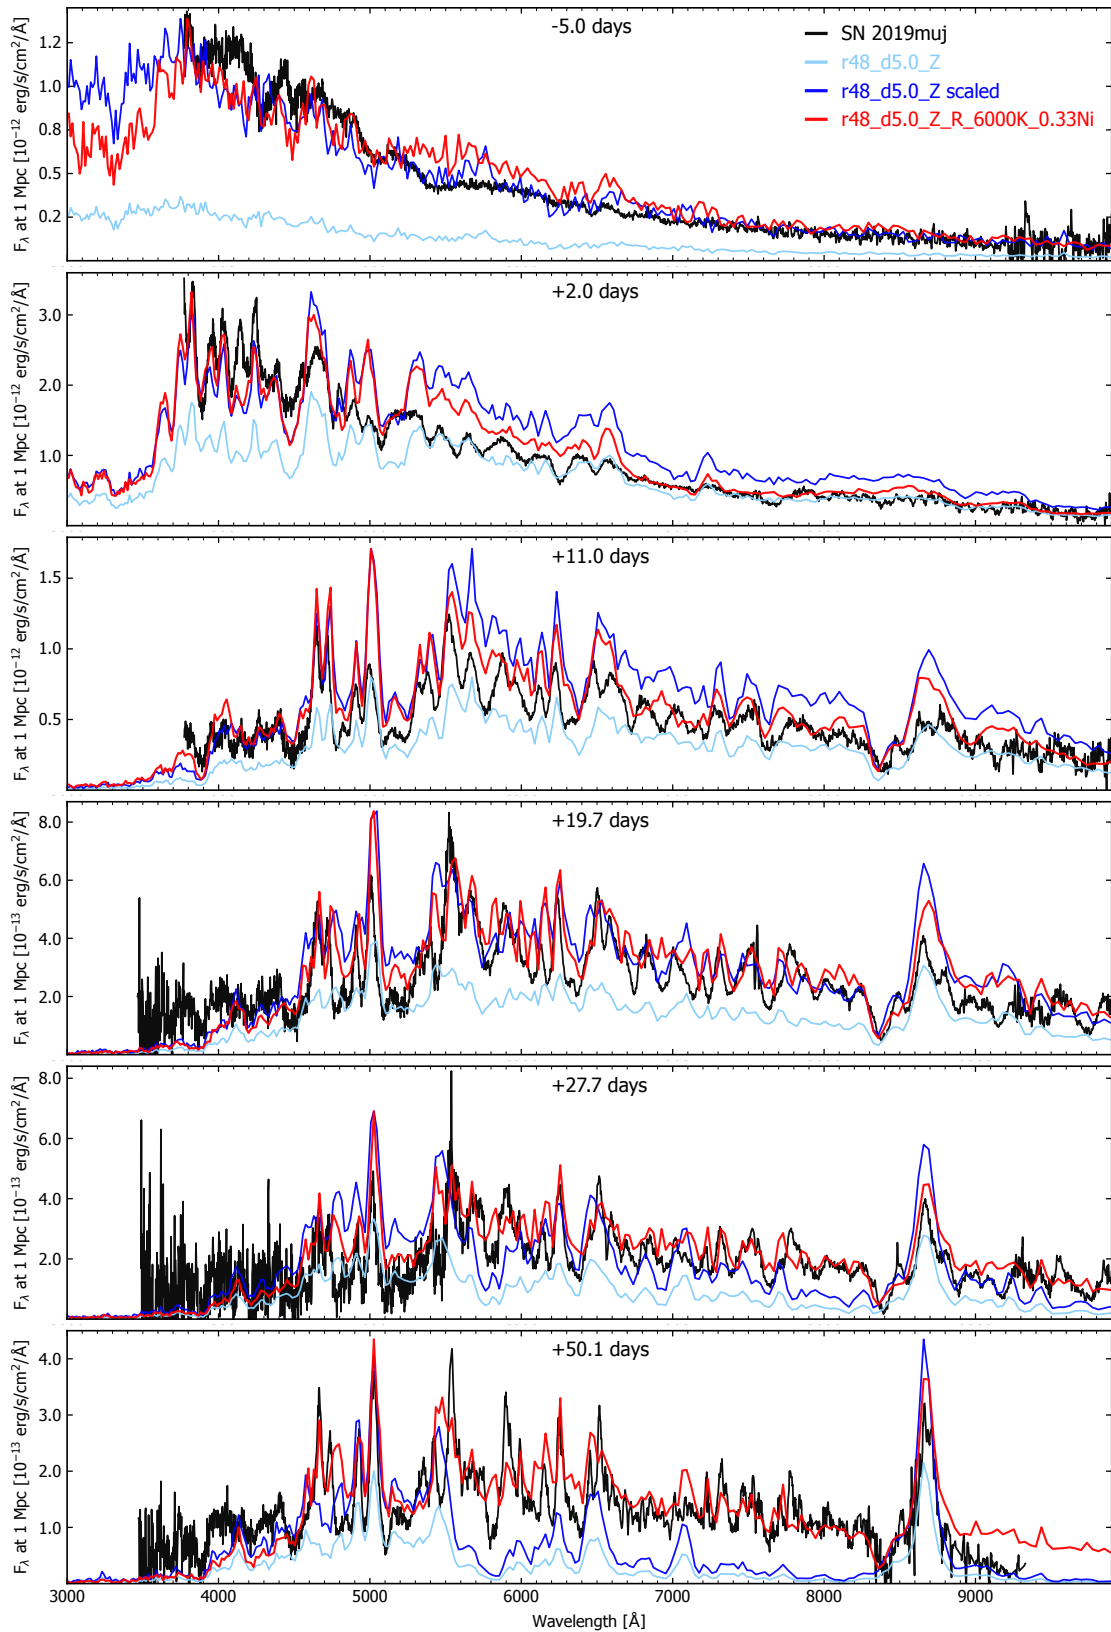 -5.0 days
SN 2019muj
r48_d5.0_Z
r48_d5.0_Z scaled
r48_d5.0_Z_R_6000K_0.33Ni
1.2
1.0
0.8
0.5
0.2
F_λ at 1 Mpc [10⁻¹² erg/s/cm²/Å]
+2.0 days
3.0
2.0
1.0
F_λ at 1 Mpc [10⁻¹² erg/s/cm²/Å]
+11.0 days
1.5
1.0
0.5
F_λ at 1 Mpc [10⁻¹² erg/s/cm²/Å]
+19.7 days
8.0
6.0
4.0
2.0
F_λ at 1 Mpc [10⁻¹³ erg/s/cm²/Å]
+27.7 days
8.0
6.0
4.0
2.0
F_λ at 1 Mpc [10⁻¹³ erg/s/cm²/Å]
+50.1 days
4.0
3.0
2.0
1.0
F_λ at 1 Mpc [10⁻¹³ erg/s/cm²/Å]
3000 4000 5000 6000 7000 8000 9000
Wavelength [Å]